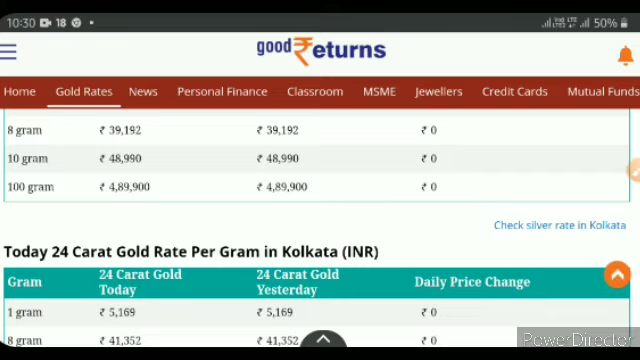 10:30 18 50%
good₹eturns
Home Gold Rates News Personal Finance Classroom MSME Jewellers Credit Cards Mutual Funds
8 gram ₹ 39,192 ₹ 39,192 ₹ 0
10 gram ₹ 48,990 ₹ 48,990 ₹ 0
100 gram ₹ 4,89,900 ₹ 4,89,900 ₹ 0
Check silver rate in Kolkata
Today 24 Carat Gold Rate Per Gram in Kolkata (INR)
Gram 24 Carat Gold Today 24 Carat Gold Yesterday Daily Price Change
1 gram ₹ 5,169 ₹ 5,169 ₹ 0
8 gram ₹ 41,352 ₹ 41,352 ₹ 0
PowerDirector